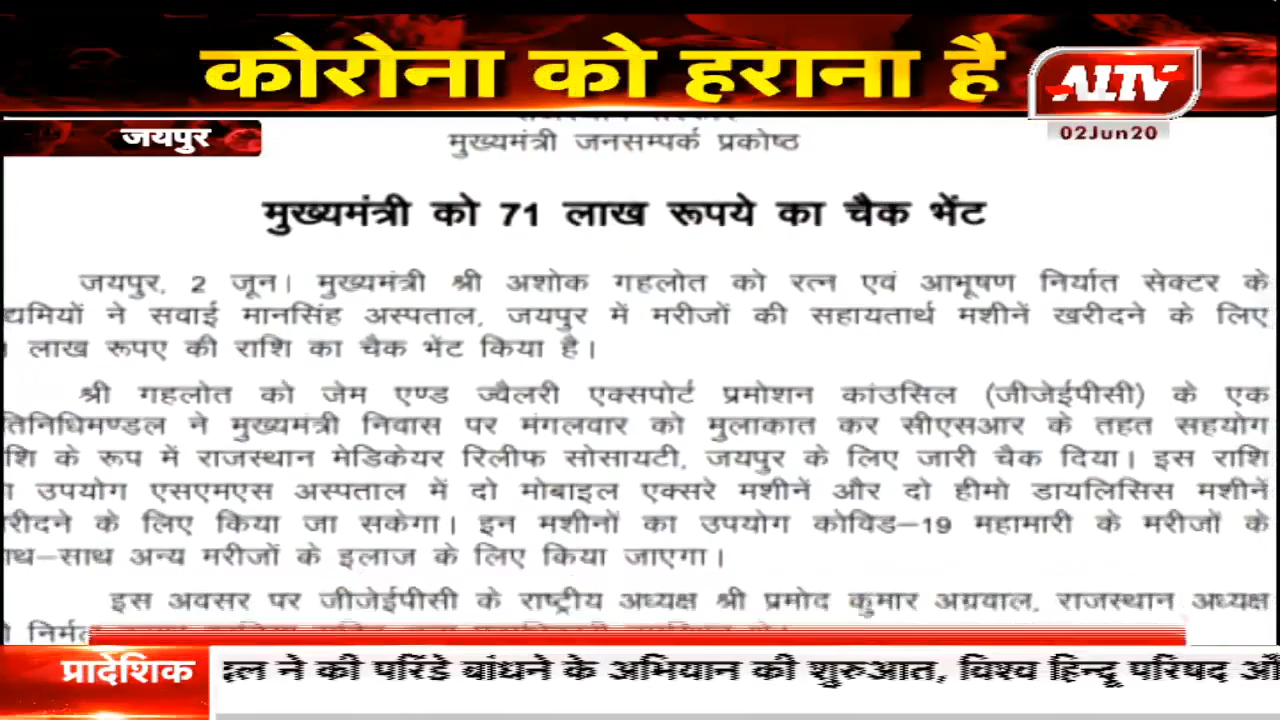 कोरोना को हराना है
ALTV
02Jun20
जयपुर
मुख्यमंत्री जनसम्पर्क प्रकोष्ठ
मुख्यमंत्री को 71 लाख रूपये का चैक भेंट
जयपुर, 2 जून। मुख्यमंत्री श्री अशोक गहलोत को रत्न एवं आभूषण निर्यात सेक्टर के
द्यमियों ने सवाई मानसिंह अस्पताल, जयपुर में मरीजों की सहायतार्थ मशीनें खरीदने के लिए
लाख रूपए की राशि का चैक भेंट किया है।
श्री गहलोत को जेम एण्ड ज्वैलरी एक्सपोर्ट प्रमोशन कांउसिल (जीजेईपीसी) के एक
तिनिधिमण्डल ने मुख्यमंत्री निवास पर मंगलवार को मुलाकात कर सीएसआर के तहत सहयोग
शि के रूप में राजस्थान मेडिकेयर रिलीफ सोसायटी, जयपुर के लिए जारी चैक दिया। इस राशि
उपयोग एसएमएस अस्पताल में दो मोबाइल एक्सरे मशीनें और दो हीमो डायलिसिस मशीनें
रीदने के लिए किया जा सकेगा। इन मशीनों का उपयोग कोविड–19 महामारी के मरीजों के
ाथ–साथ अन्य मरीजों के इलाज के लिए किया जाएगा।
इस अवसर पर जीजेईपीसी के राष्ट्रीय अध्यक्ष श्री प्रमोद कुमार अग्रवाल, राजस्थान अध्यक्ष
प्रादेशिक
ने की परिंडे बांधने के अभियान की शुरुआत, विश्व हिन्दू परिषद औ